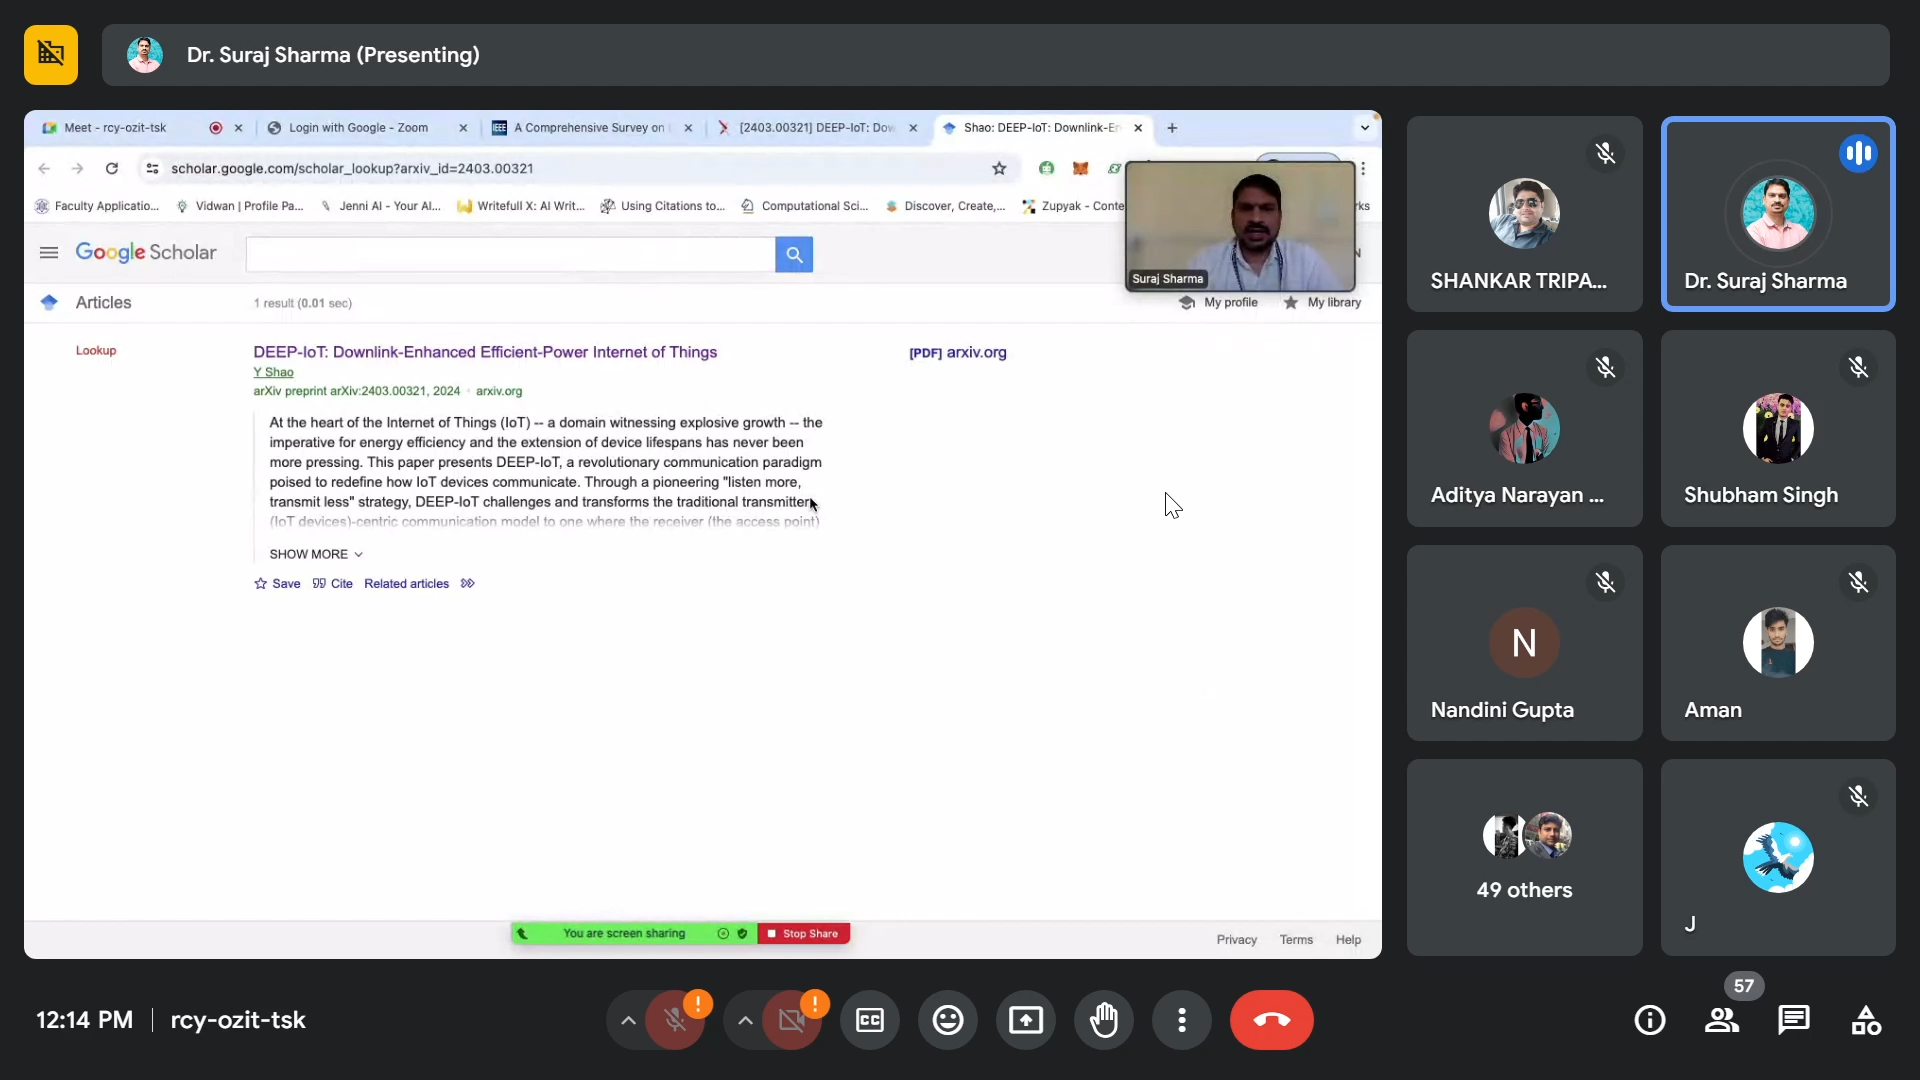 Dr. Suraj Sharma (Presenting)
Meet - rcy-ozit-tsk
Login with Google - Zoom
IEEE A Comprehensive Survey on
[2403.00321] DEEP-IoT: Dow
Shao: DEEP-IoT: Downlink-En
scholar.google.com/scholar_lookup?arxiv_id=2403.00321
Faculty Applicatio...
Vidwan | Profile Pa...
Jenni AI - Your AI...
Writefull X: AI Writ...
Using Citations to...
Computational Sci...
Discover, Create,...
Zupyak - Conte
rks
Google Scholar
N
Suraj Sharma
Articles
1 result (0.01 sec)
My profile
My library
Lookup
DEEP-IoT: Downlink-Enhanced Efficient-Power Internet of Things
[PDF] arxiv.org
Y Shao
arXiv preprint arXiv:2403.00321, 2024 · arxiv.org
At the heart of the Internet of Things (IoT) -- a domain witnessing explosive growth -- the
imperative for energy efficiency and the extension of device lifespans has never been
more pressing. This paper presents DEEP-IoT, a revolutionary communication paradigm
poised to redefine how IoT devices communicate. Through a pioneering "listen more,
transmit less" strategy, DEEP-IoT challenges and transforms the traditional transmitter
(IoT devices)-centric communication model to one where the receiver (the access point)
SHOW MORE
Save
Cite
Related articles
You are screen sharing
Stop Share
Privacy
Terms
Help
SHANKAR TRIPA...
Dr. Suraj Sharma
Aditya Narayan ...
Shubham Singh
N
Nandini Gupta
Aman
49 others
J
12:14 PM | rcy-ozit-tsk
!
!
CC
57